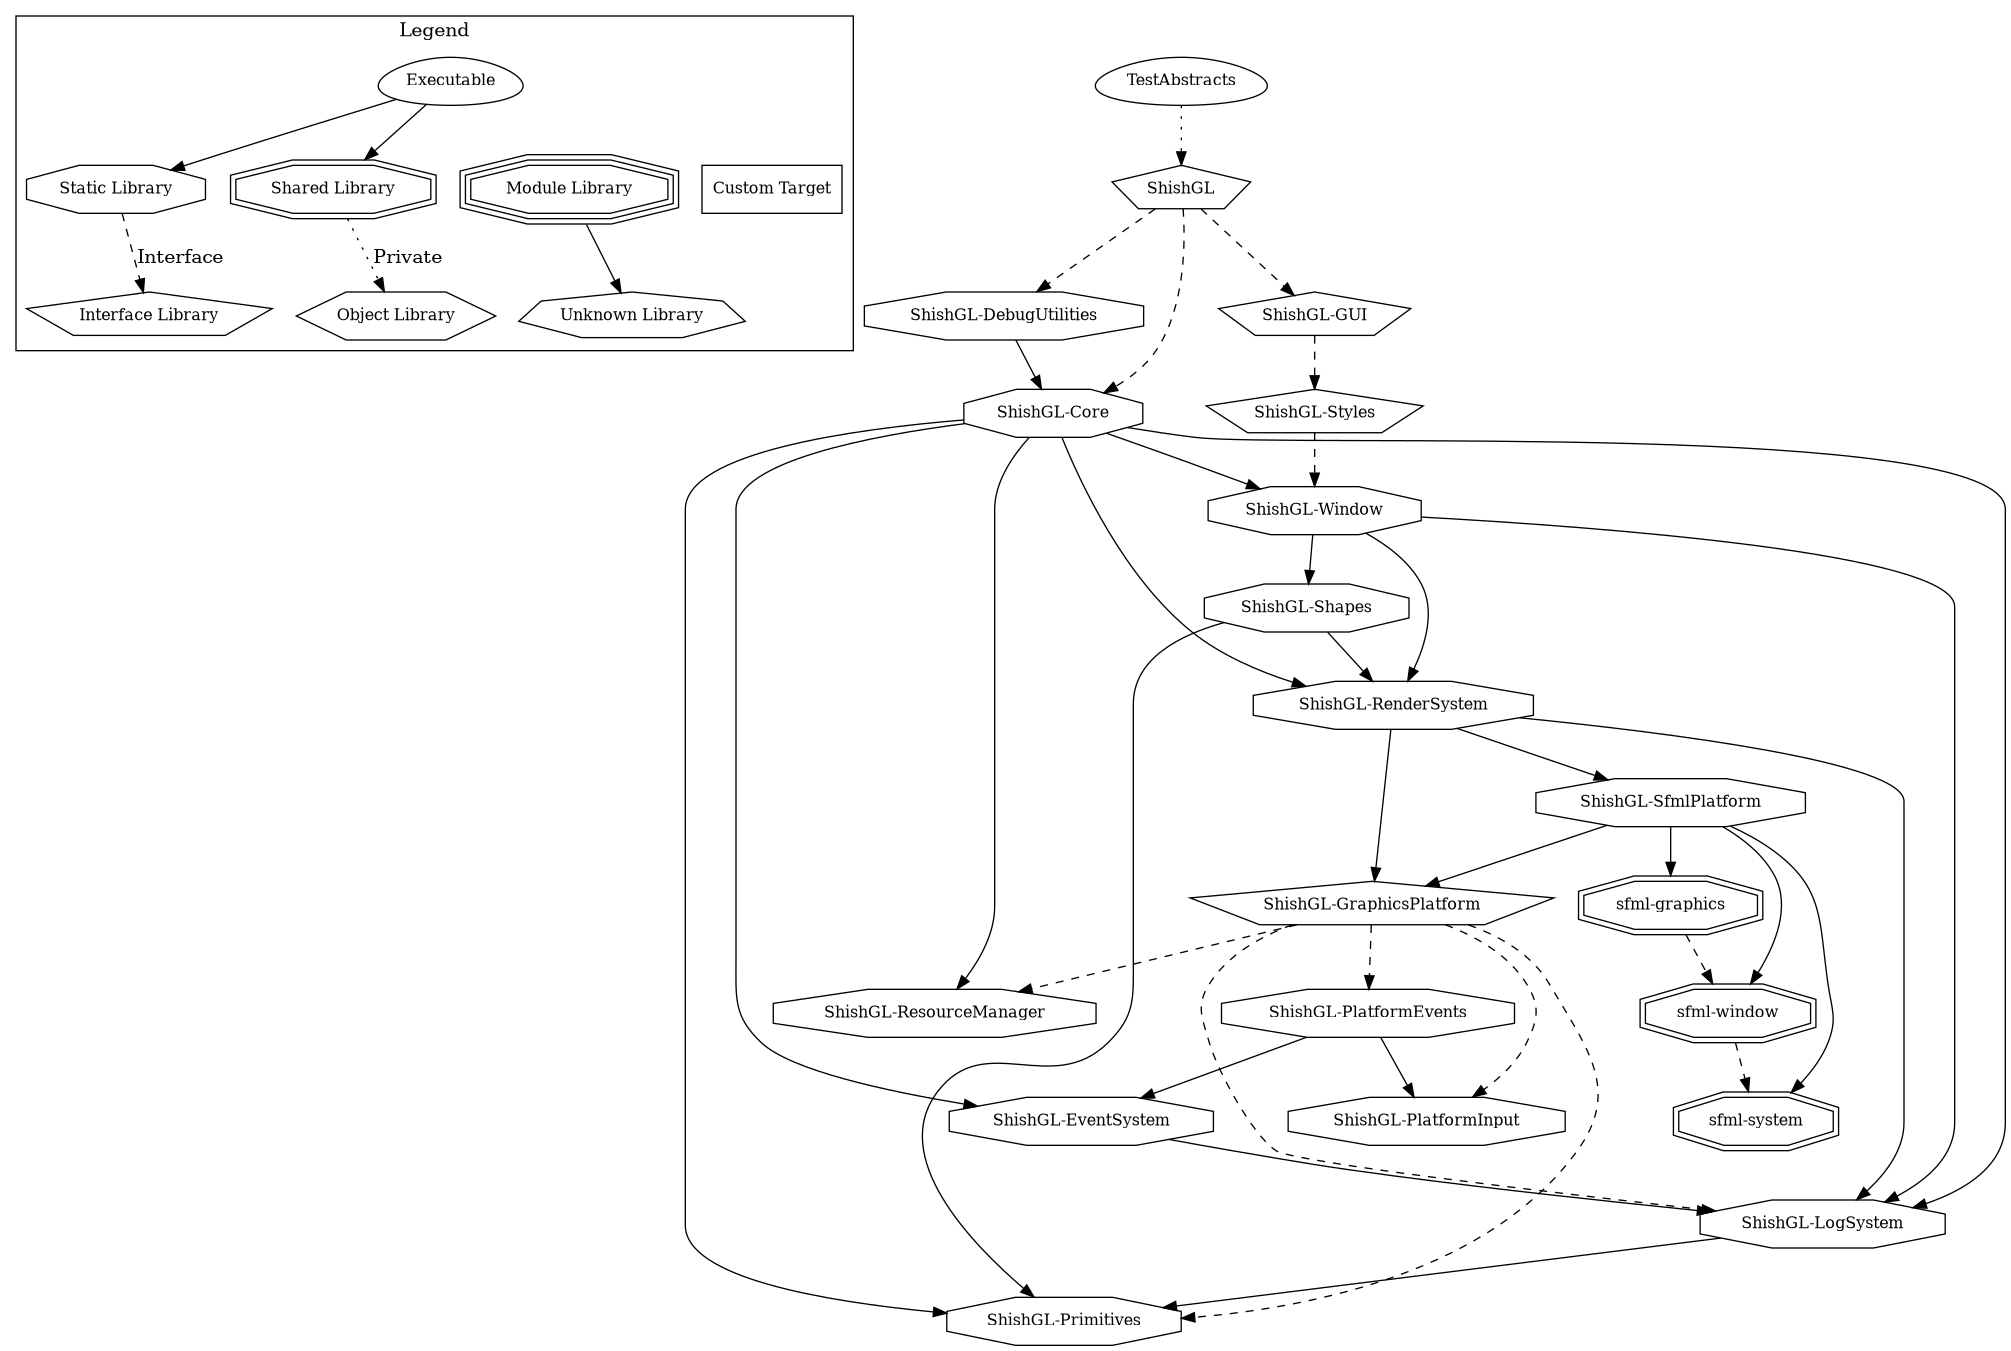 Legend
Executable
TestAbstracts
Static Library
Shared Library
Module Library
Custom Target
ShishGL
Interface
Private
Interface Library
Object Library
Unknown Library
ShishGL-DebugUtilities
ShishGL-GUI
ShishGL-Core
ShishGL-Styles
ShishGL-Window
ShishGL-Shapes
ShishGL-RenderSystem
ShishGL-SfmlPlatform
ShishGL-GraphicsPlatform
sfml-graphics
ShishGL-ResourceManager
ShishGL-PlatformEvents
sfml-window
ShishGL-EventSystem
ShishGL-PlatformInput
sfml-system
ShishGL-LogSystem
ShishGL-Primitives